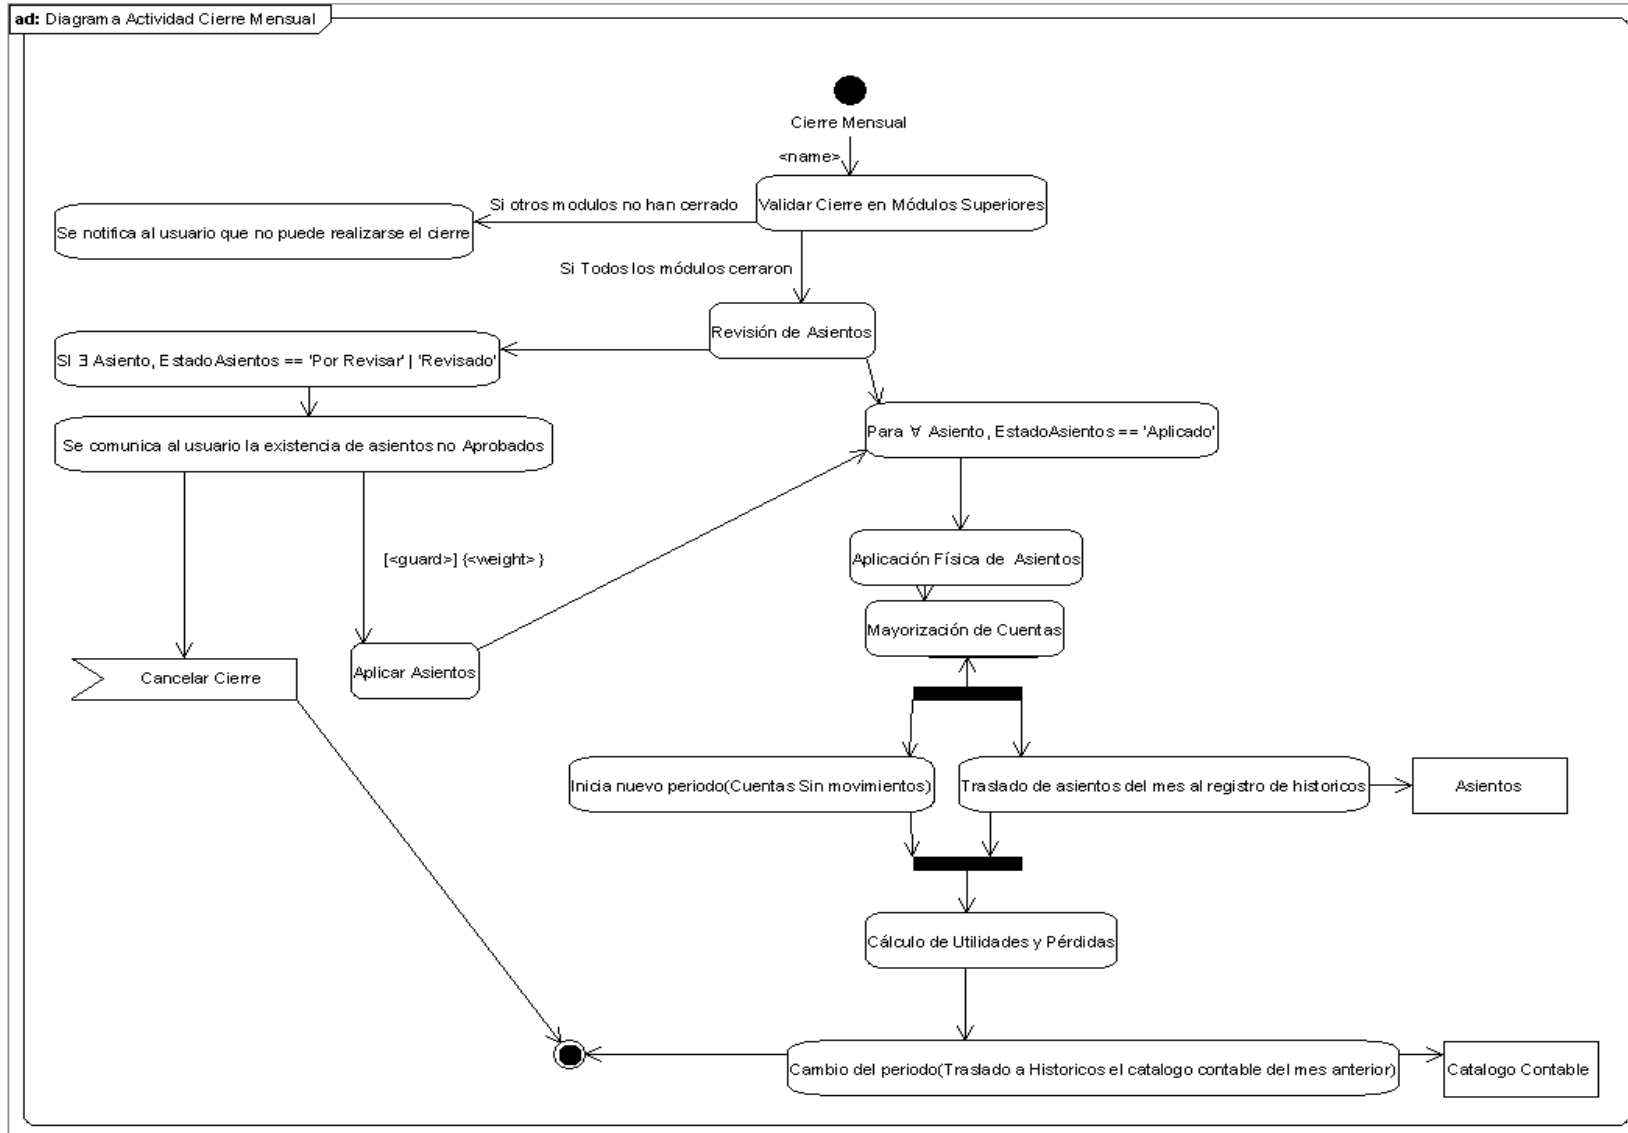 ad: Diagrama Actividad Cierre Mensual
Cierre Mensual
<name>
Validar Cierre en Módulos Superiores
Si otros modulos no han cerrado
Se notifica al usuario que no puede realizarse el cierre
Si Todos los módulos cerraron
Revisión de Asientos
SI ∃ Asiento, EstadoAsientos == 'Por Revisar' | 'Revisado'
Se comunica al usuario la existencia de asientos no Aprobados
Para ∀ Asiento, EstadoAsientos == 'Aplicado'
[<guard>] {<weight> }
Aplicación Física de Asientos
Mayorización de Cuentas
Cancelar Cierre
Aplicar Asientos
Inicia nuevo periodo(Cuentas Sin movimientos)
Traslado de asientos del mes al registro de historicos
Asientos
Cálculo de Utilidades y Pérdidas
Cambio del periodo(Traslado a Historicos el catalogo contable del mes anterior)
Catalogo Contable